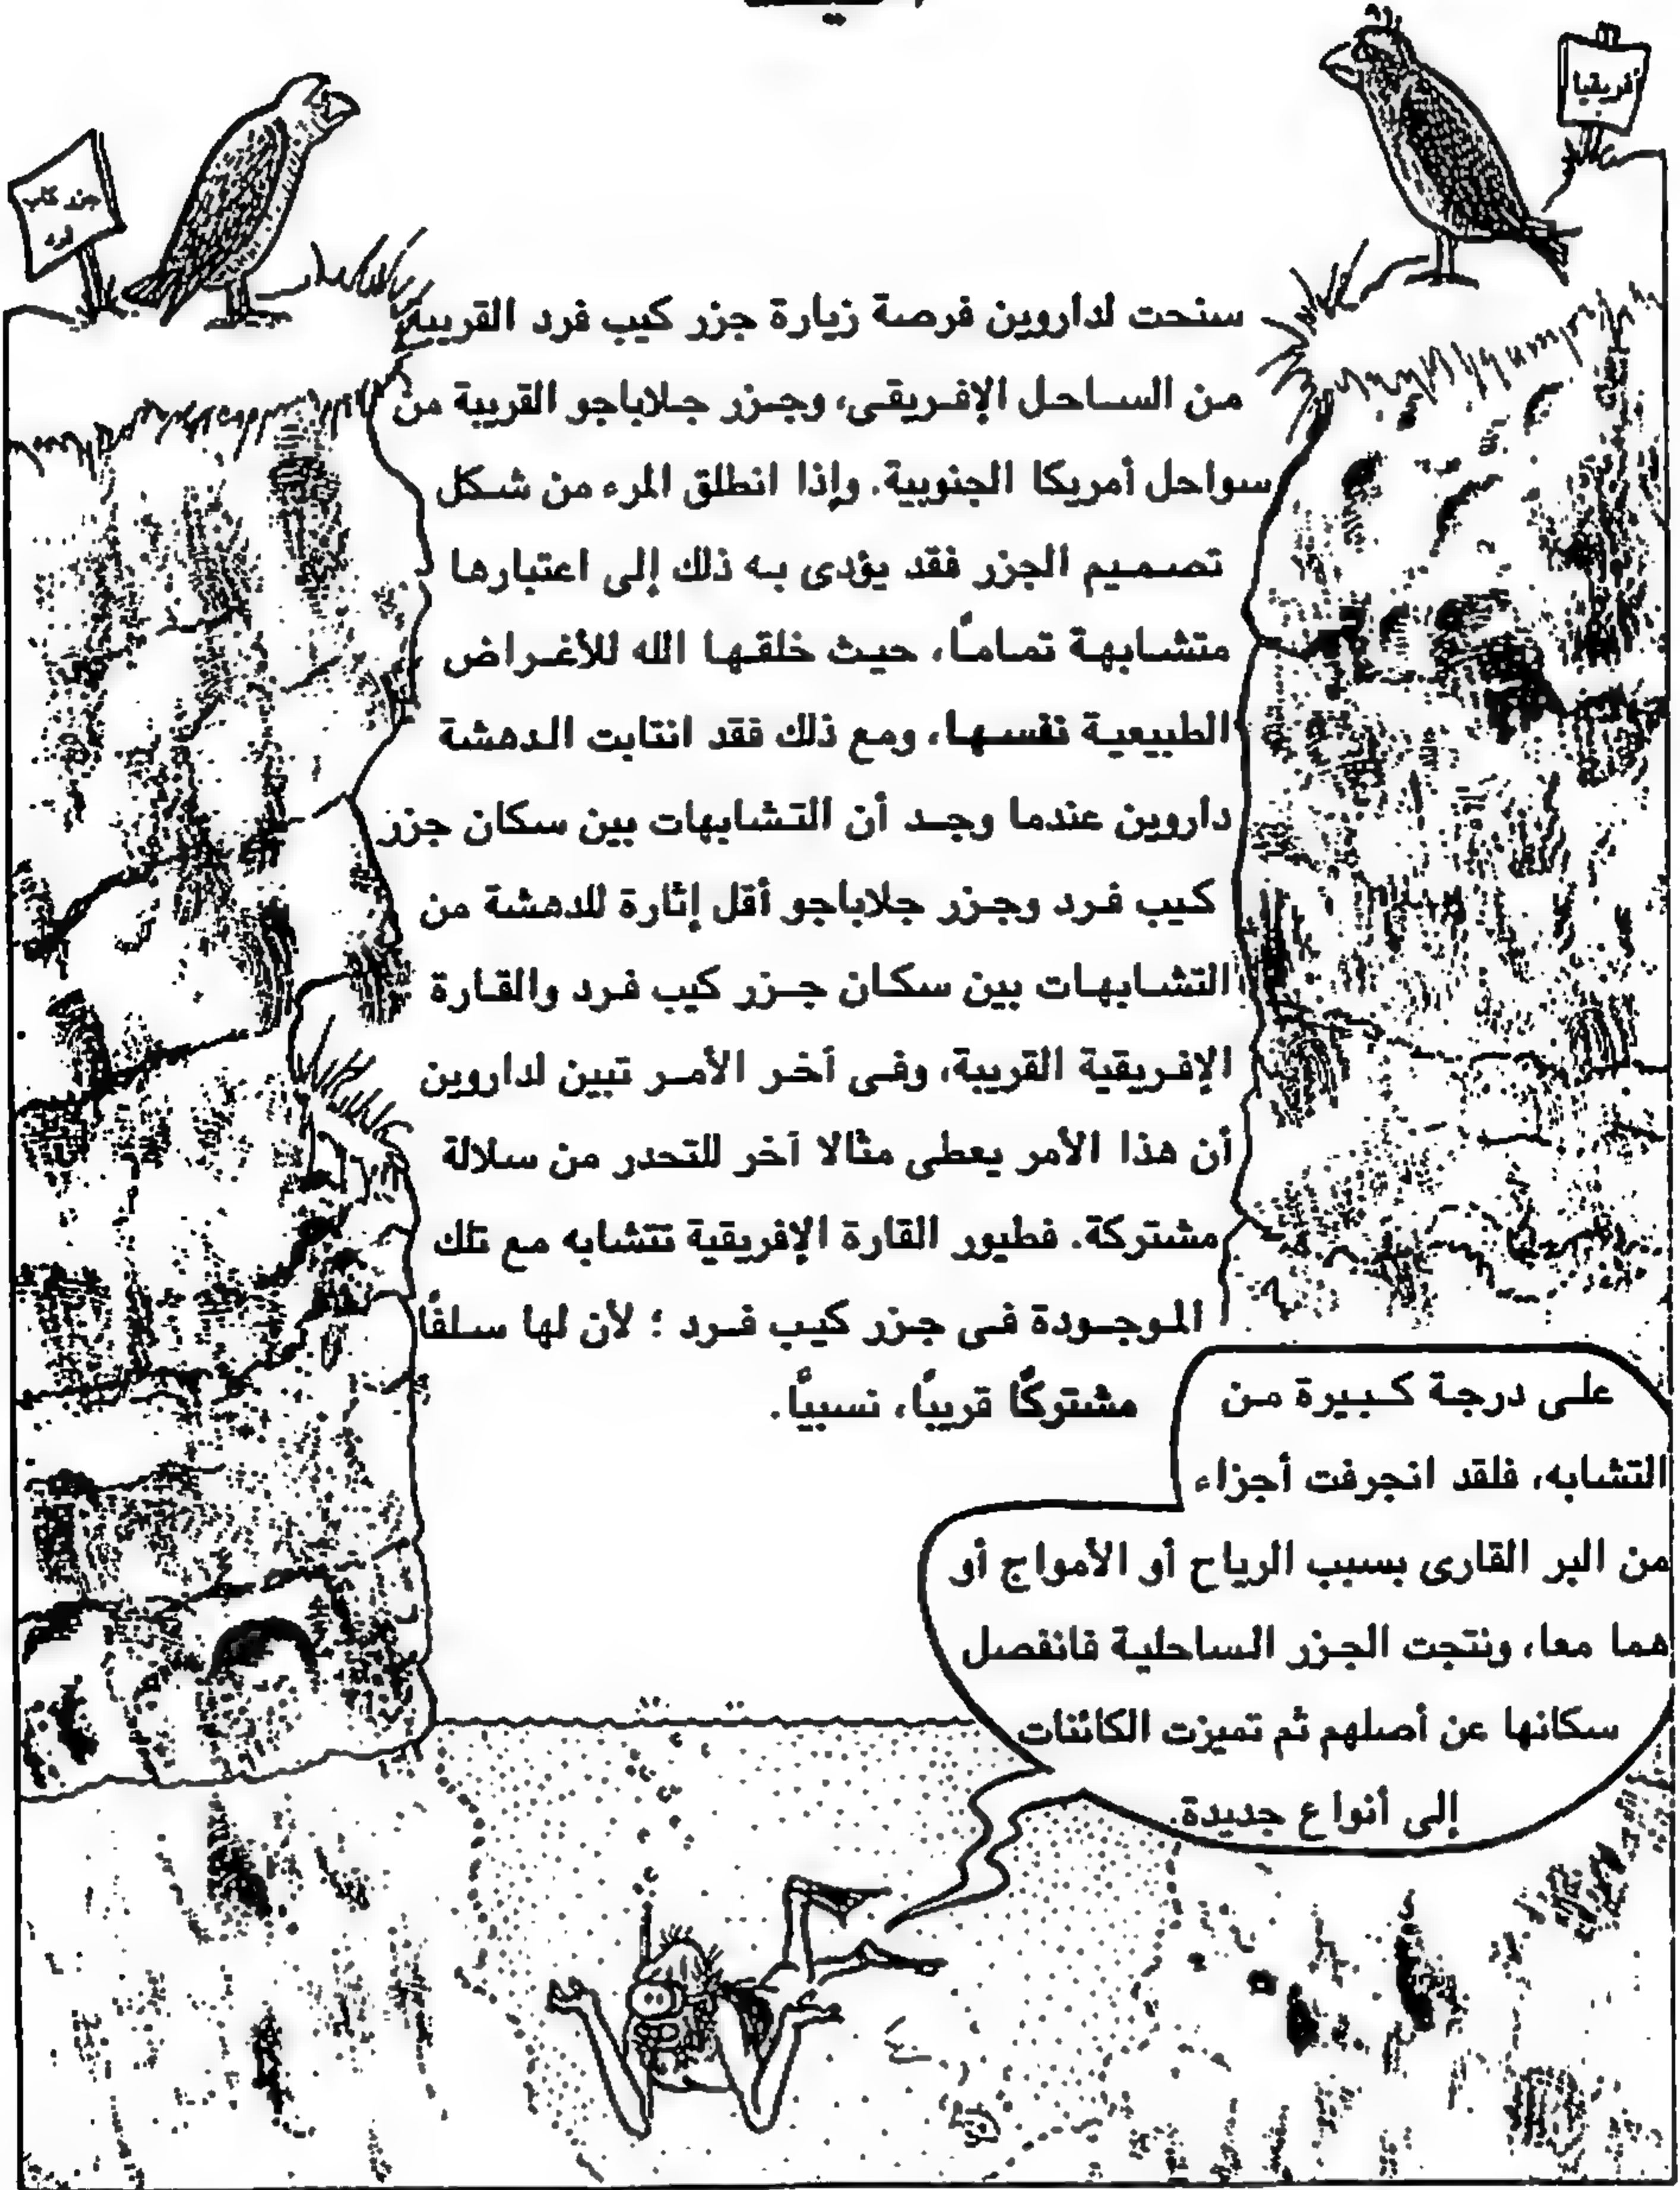 أفريقيا
جزر كاب
سنحت لداروين فرصة زيارة جزر كيب فرد القريبة
من الساحل الإفريقى، وجزر جلاباجو القريبة من
سواحل أمريكا الجنوبية. وإذا انطلق المرء من شكل
تصميم الجزر فقد يؤدى به ذلك إلى اعتبارها
متشابهة تماماً، حيث خلقها الله للأغراض
الطبيعية نفسها، ومع ذلك فقد انتابت الدهشة
داروين عندما وجد أن التشابهات بين سكان جزر
كيب فرد وجزر جلاباجو أقل إثارة للدهشة من
التشابهات بين سكان جزر كيب فرد والقارة
الإفريقية القريبة، وفى آخر الأمر تبين لداروين
أن هذا الأمر يعطى مثالا آخر للتحدر من سلالة
مشتركة. فطيور القارة الإفريقية تتشابه مع تلك
الموجودة فى جزر كيب فرد ؛ لأن لها سلفًا
مشتركًا قريبًا، نسبيًا.
على درجة كبيرة من
التشابه، فلقد انجرفت أجزاء
من البر القارى بسبب الرياح أو الأمواج أو
هما معا، ونتجت الجزر الساحلية فانفصل
سكانها عن أصلهم ثم تميزت الكائنات
إلى أنواع جديدة.